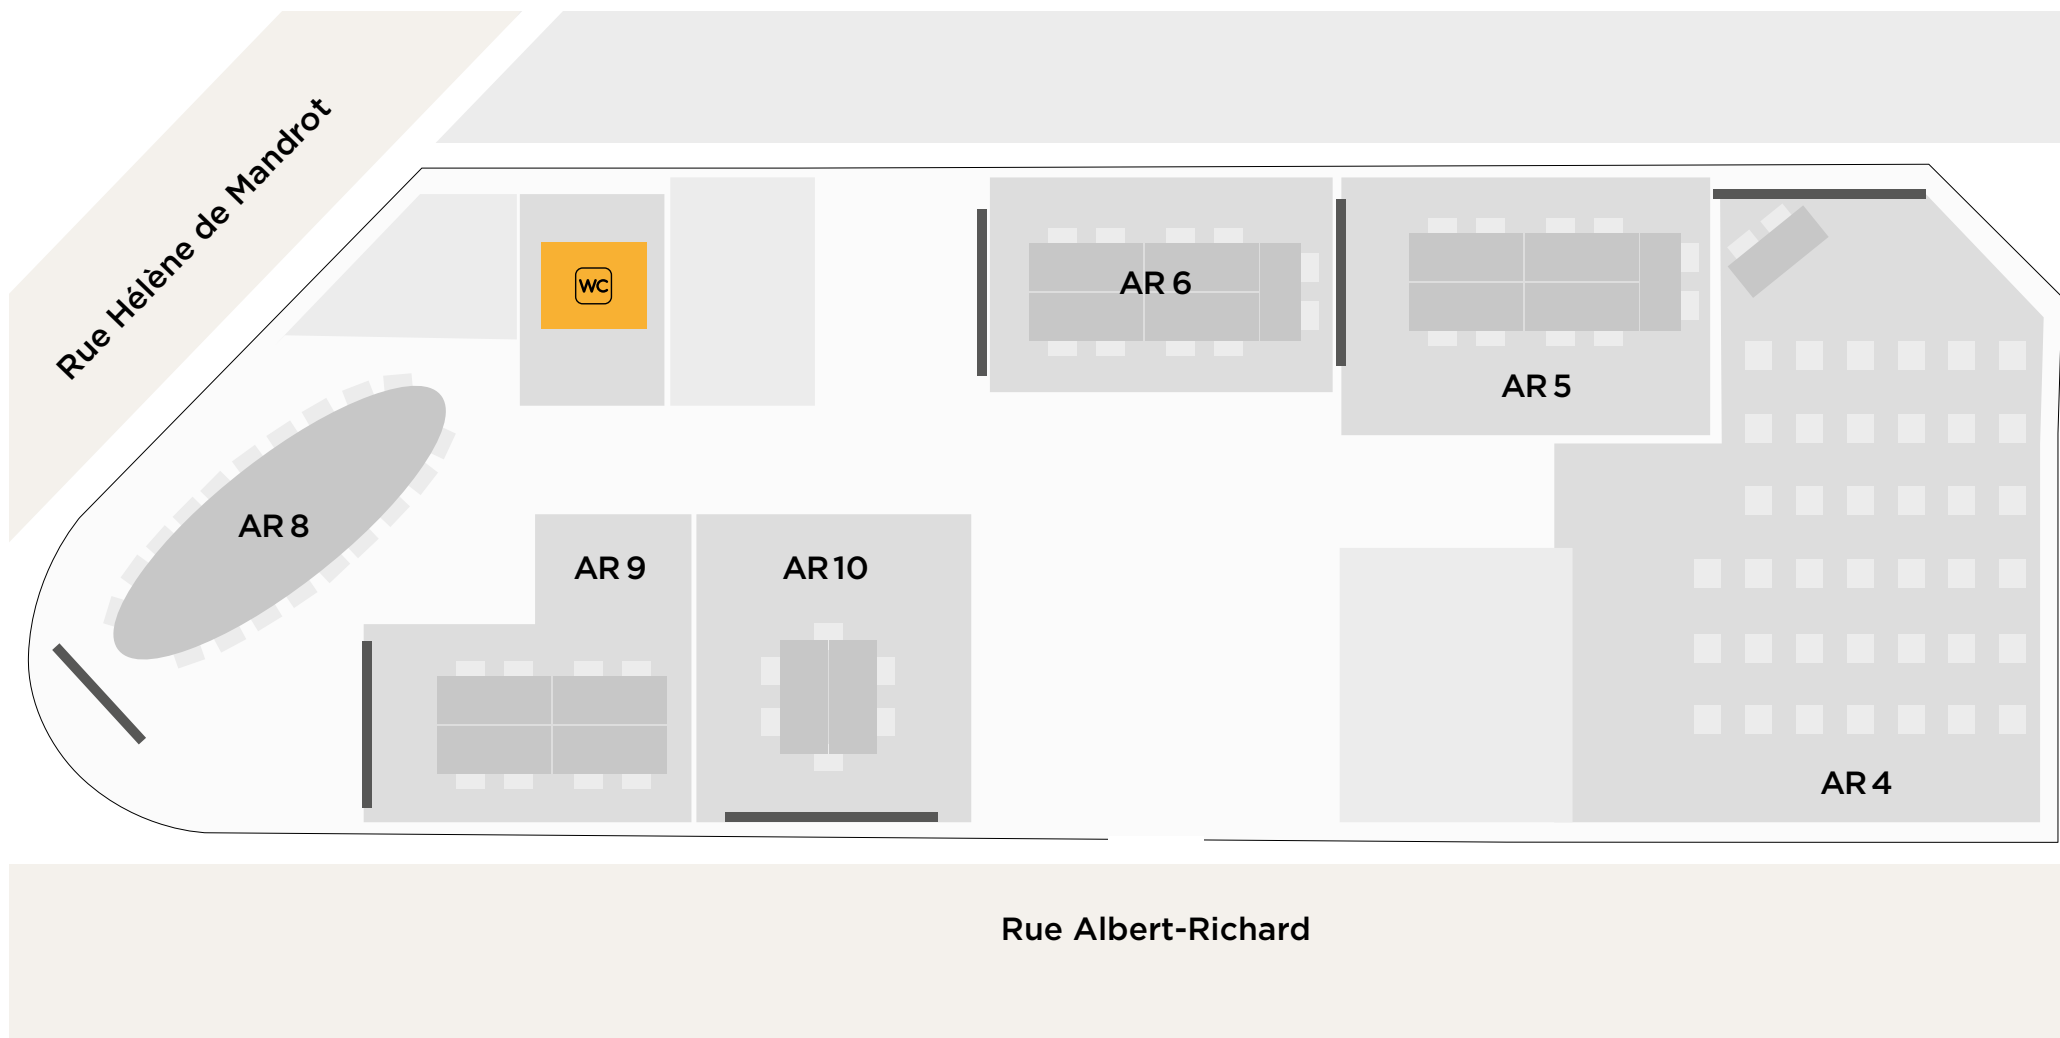 Rue Hélène de Mandrot
WC
AR 6
AR 5
AR 8
AR 9
AR 10
AR 4
Rue Albert-Richard